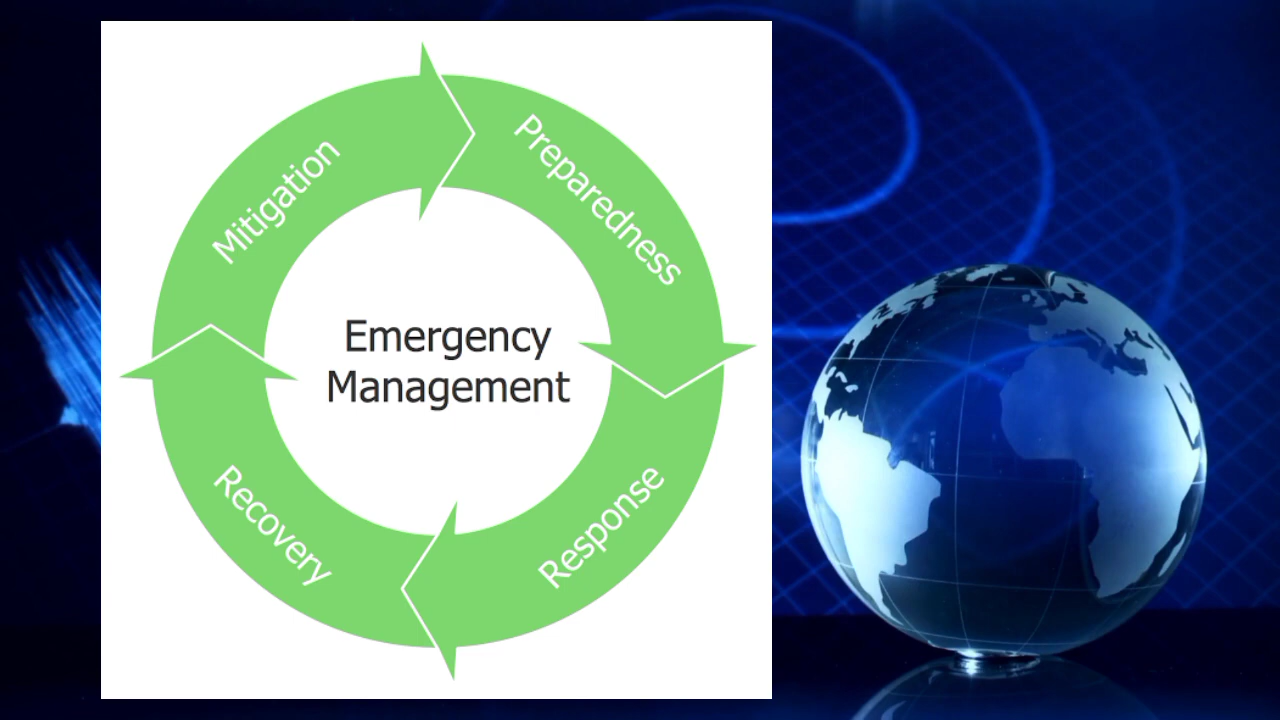 Mitigation
Preparedness
Emergency
Management
Recovery
Response